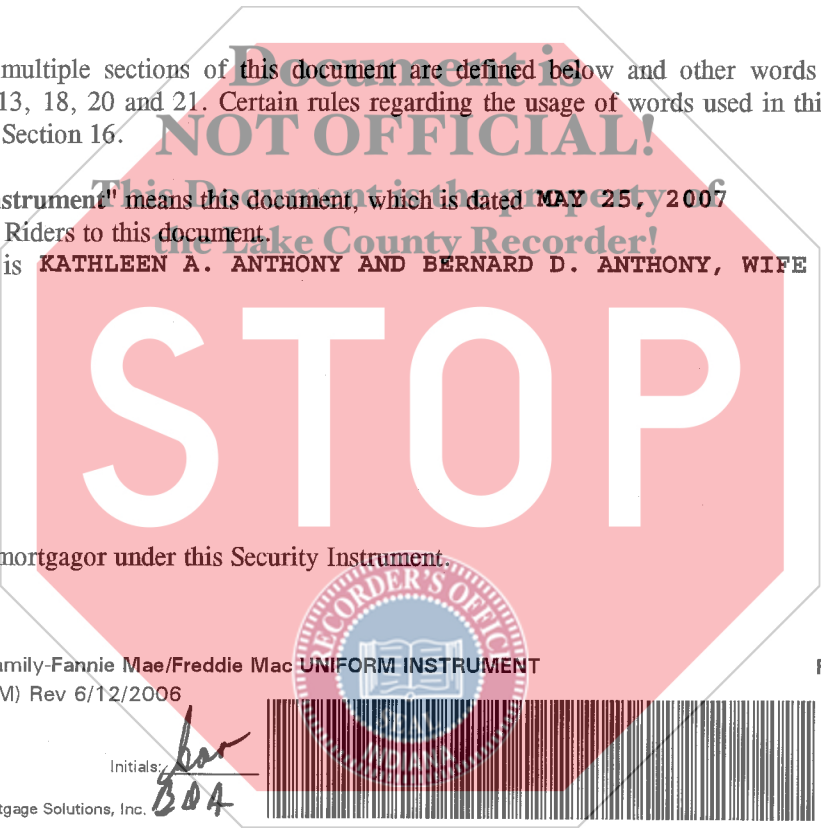 multiple sections of this document are defined below and other words
Document is
13, 18, 20 and 21. Certain rules regarding the usage of words used in thi
Section 16.
NOT OFFICIAL!
strument" means this document, which is dated MAY 25, 2007
This Document is the property of
Riders to this document.
the Lake County Recorder!
is KATHLEEN A. ANTHONY AND BERNARD D. ANTHONY, WIFE
STOP
mortgagor under this Security Instrument.
RECORDER'S OFFICE
amily-Fannie Mae/Freddie Mac UNIFORM INSTRUMENT
M) Rev 6/12/2006
SEAL
INDIANA
Initials:
BDA
tgage Solutions, Inc.